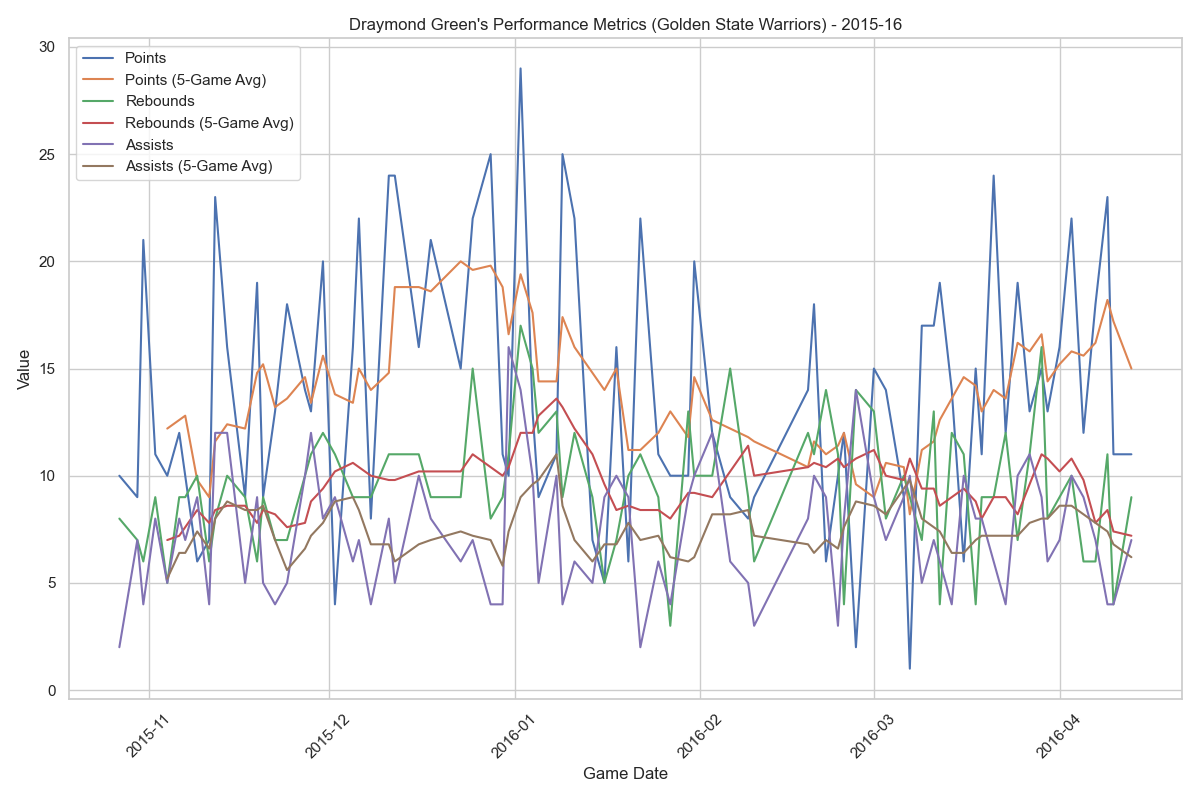 Draymond Green's Performance Metrics (Golden State Warriors) - 2015-16
30
25
20
15
10
5
0
Value
Points
Points (5-Game Avg)
Rebounds
Rebounds (5-Game Avg)
Assists
Assists (5-Game Avg)
2015-11
2015-12
2016-01
2016-02
2016-03
2016-04
Game Date